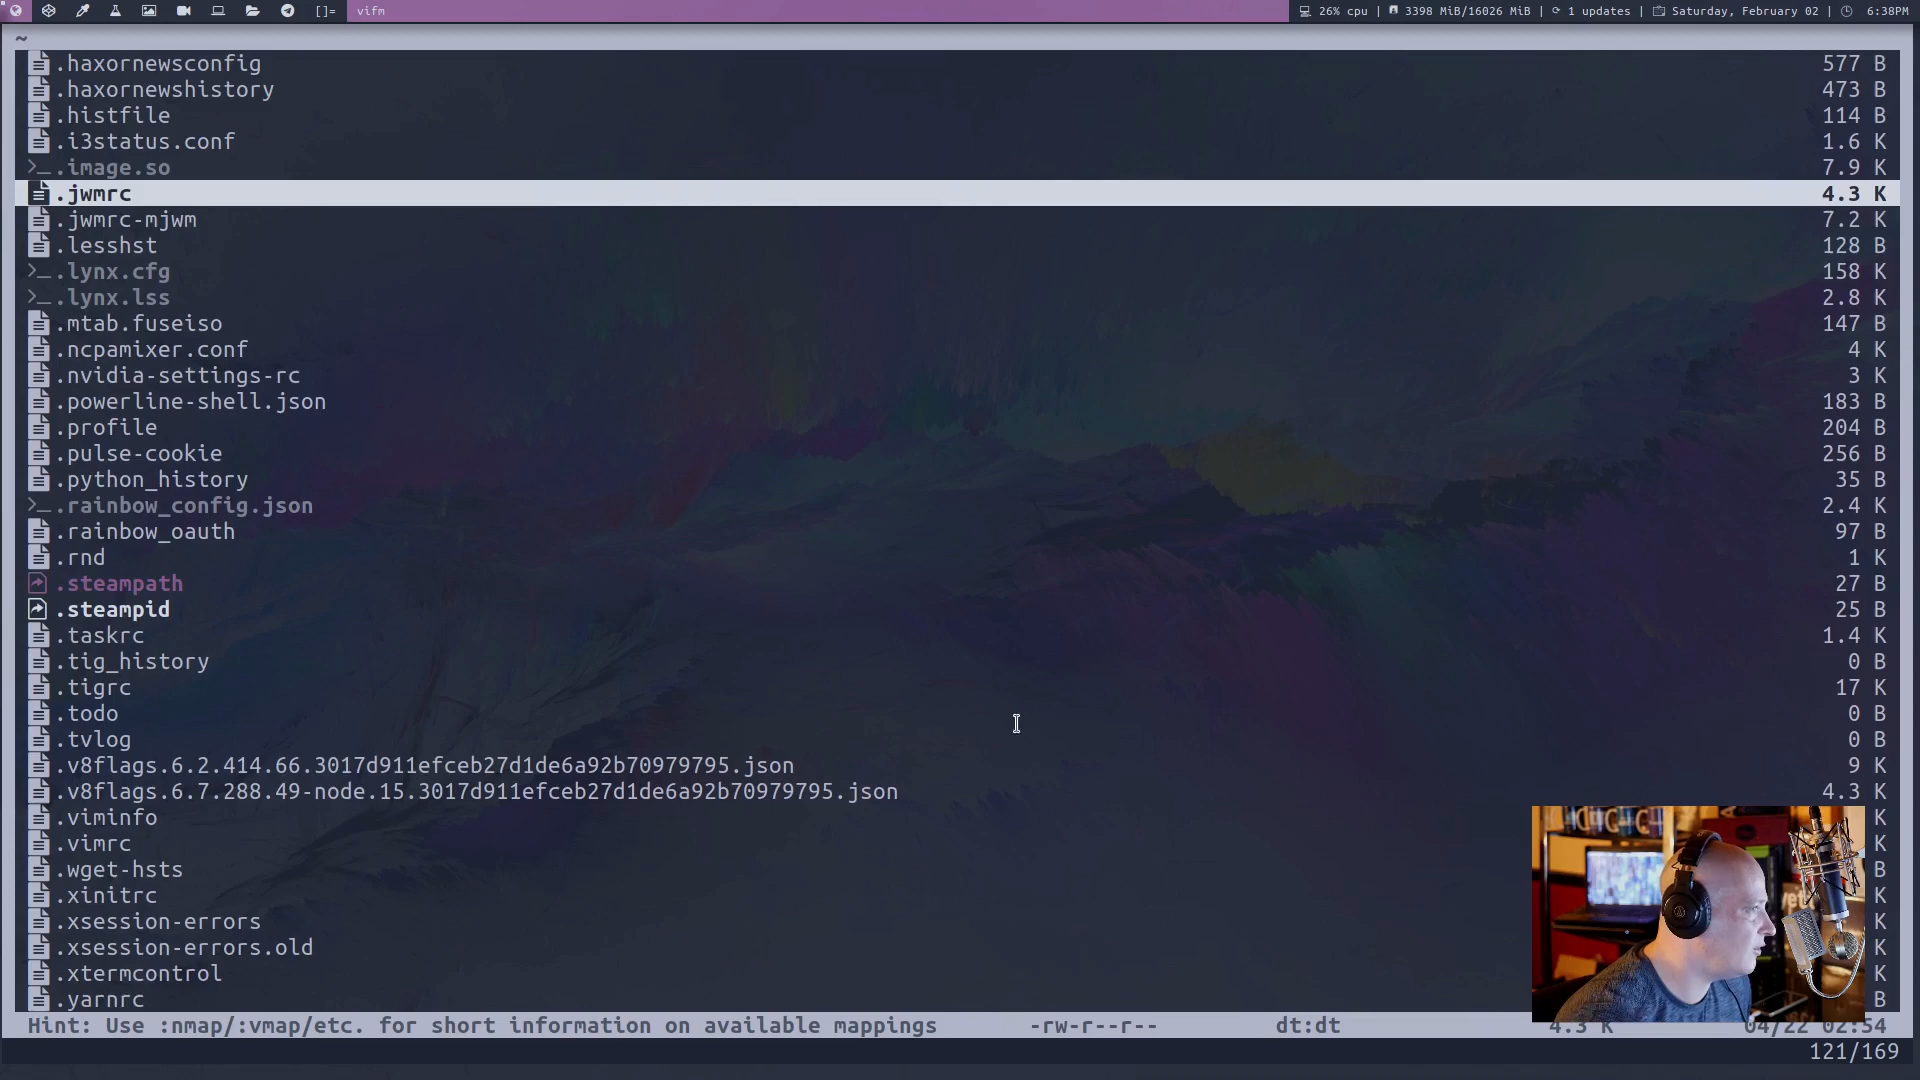 []= vifm 26% cpu | 3398 MiB/16026 MiB | 1 updates | Saturday, February 02 | 6:38PM
~
.haxornewsconfig 577 B
.haxornewshistory 473 B
.histfile 114 B
.i3status.conf 1.6 K
.image.so 7.9 K
.jwmrc 4.3 K
.jwmrc-mjwm 7.2 K
.lesshst 128 B
.lynx.cfg 158 K
.lynx.lss 2.8 K
.mtab.fuseiso 147 B
.ncpamixer.conf 4 K
.nvidia-settings-rc 3 K
.powerline-shell.json 183 B
.profile 204 B
.pulse-cookie 256 B
.python_history 35 B
.rainbow_config.json 2.4 K
.rainbow_oauth 97 B
.rnd 1 K
.steampath 27 B
.steampid 25 B
.taskrc 1.4 K
.tig_history 0 B
.tigrc 17 K
.todo 0 B
.tvlog 0 B
.v8flags.6.2.414.66.3017d911efceb27d1de6a92b70979795.json 9 K
.v8flags.6.7.288.49-node.15.3017d911efceb27d1de6a92b70979795.json 4.3 K
.viminfo K
.vimrc K
.wget-hsts B
.xinitrc K
.xsession-errors K
.xsession-errors.old K
.xtermcontrol K
.yarnrc B
Hint: Use :nmap/:vmap/etc. for short information on available mappings -rw-r--r-- dt:dt 4.3 K 04/22 02:54
121/169